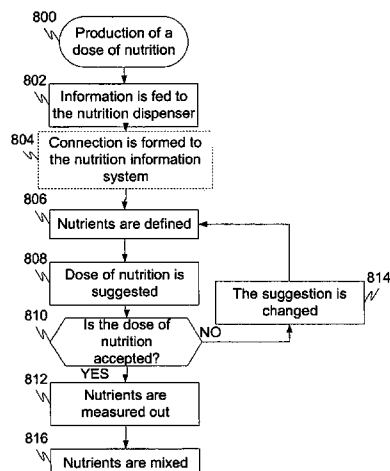 800
Production of a
dose of nutrition
802
Information is fed to
the nutrition dispenser
804
Connection is formed to
the nutrition information
system
806
Nutrients are defined
808
Dose of nutrition is
suggested
814
The suggestion is
changed
810
Is the dose of
nutrition
accepted?
NO
YES
812
Nutrients are
measured out
816
Nutrients are mixed